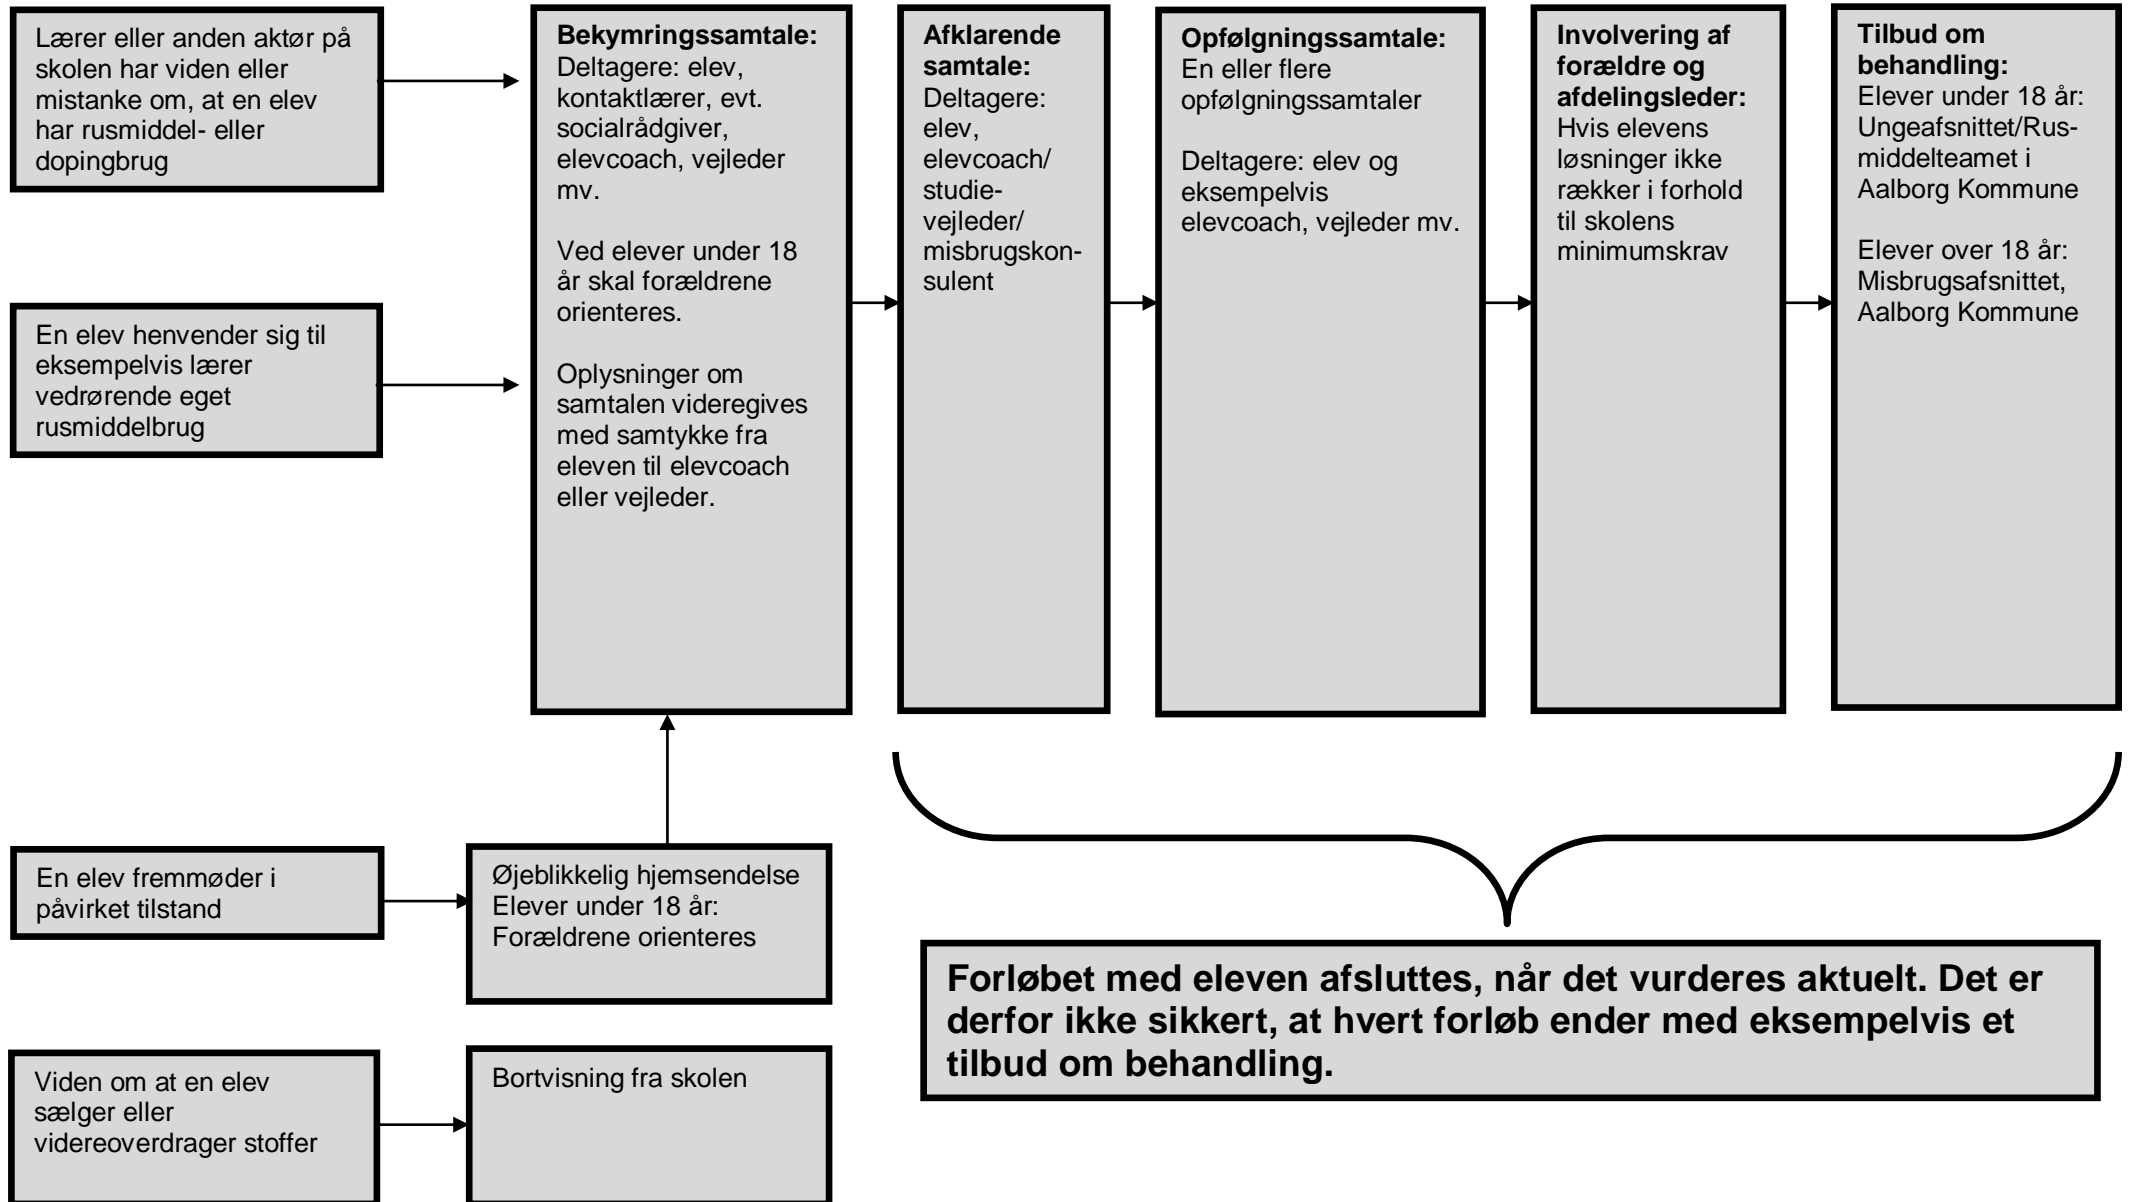 Lærer eller anden aktør på
skolen har viden eller
mistanke om, at en elev
har rusmiddel- eller
dopingbrug
En elev henvender sig til
eksempelvis lærer
vedrørende eget
rusmiddelbrug
Bekymringssamtale:
Deltagere: elev,
kontaktlærer, evt.
socialrådgiver,
elevcoach, vejleder
mv.
Ved elever under 18
år skal forældrene
orienteres.
Oplysninger om
samtalen videregives
med samtykke fra
eleven til elevcoach
eller vejleder.
Afklarende
samtale:
Deltagere:
elev,
elevcoach/
studie-
vejleder/
misbrugskon-
sulent
Opfølgningssamtale:
En eller flere
opfølgningssamtaler
Deltagere: elev og
eksempelvis
elevcoach, vejleder mv.
Involvering af
forældre og
afdelingsleder:
Hvis elevens
løsninger ikke
rækker i forhold
til skolens
minimumskrav
Tilbud om
behandling:
Elever under 18 år:
Ungeafsnittet/Rus-
middelteamet i
Aalborg Kommune
Elever over 18 år:
Misbrugsafsnittet,
Aalborg Kommune
En elev fremmøder i
påvirket tilstand
Øjeblikkelig hjemsendelse
Elever under 18 år:
Forældrene orienteres
Viden om at en elev
sælger eller
videreoverdrager stoffer
Bortvisning fra skolen
Forløbet med eleven afsluttes, når det vurderes aktuelt. Det er
derfor ikke sikkert, at hvert forløb ender med eksempelvis et
tilbud om behandling.